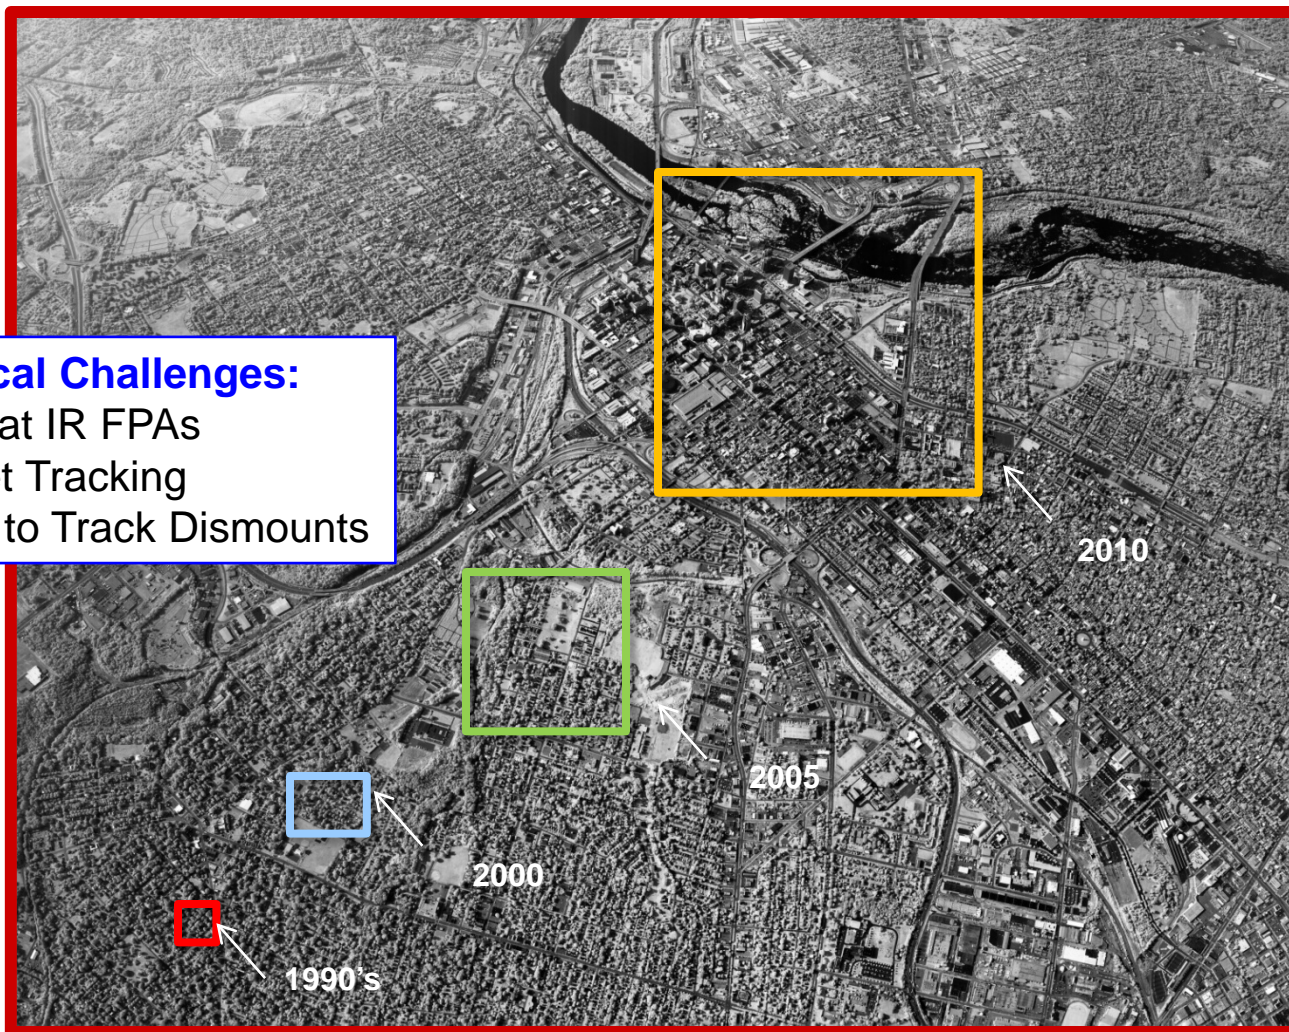 cal Challenges:
at IR FPAs
t Tracking
to Track Dismounts
2010
2005
2000
1990's